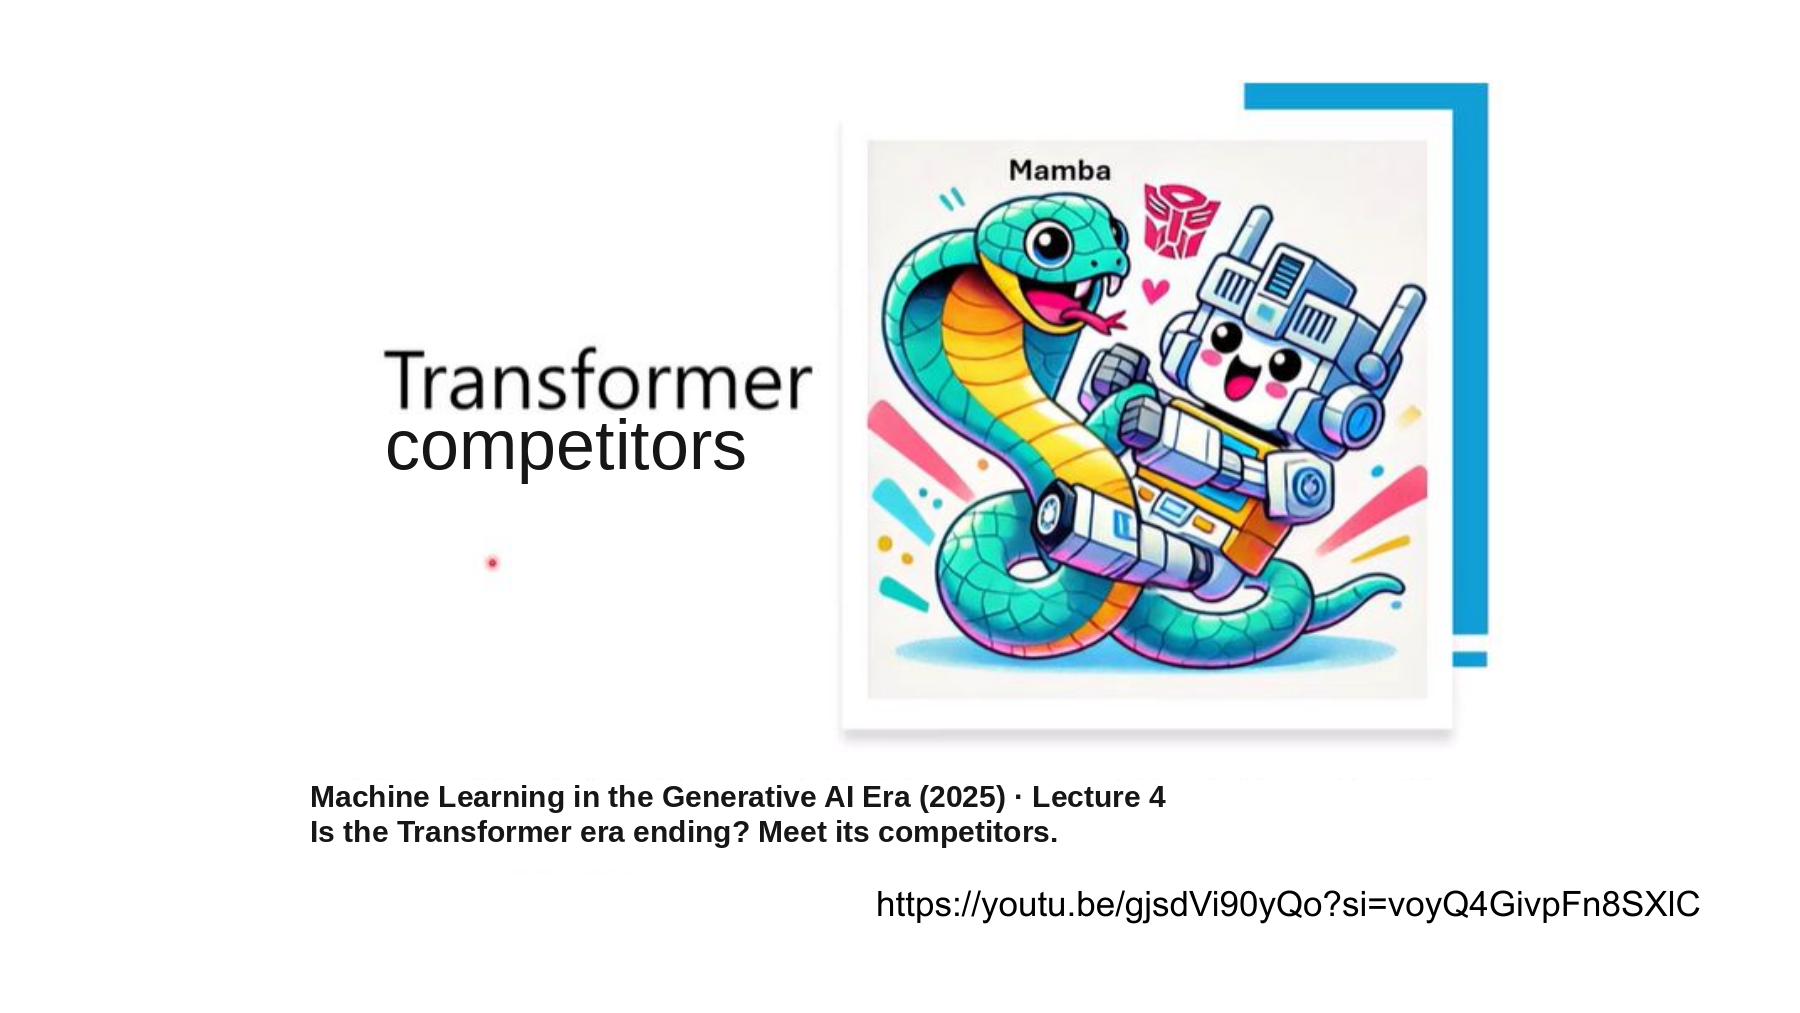 Mamba
Transformer
competitors
Machine Learning in the Generative AI Era (2025) · Lecture 4
Is the Transformer era ending? Meet its competitors.
https://youtu.be/gjsdVi90yQo?si=voyQ4GivpFn8SXlC